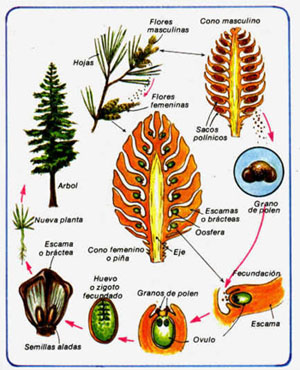 Flores
masculinas
Cono masculino
Hojas
Flores
femeninas
Sacos
polínicos
Arbol
Grano
de polen
Escamas
o brácteas
Oosfera
Nueva planta
Escama
o bráctea
Cono femenino
o piña
Eje
Fecundación
Huevo
o zigoto
fecundado
Granos de polen
Escama
Semillas aladas
Ovulo